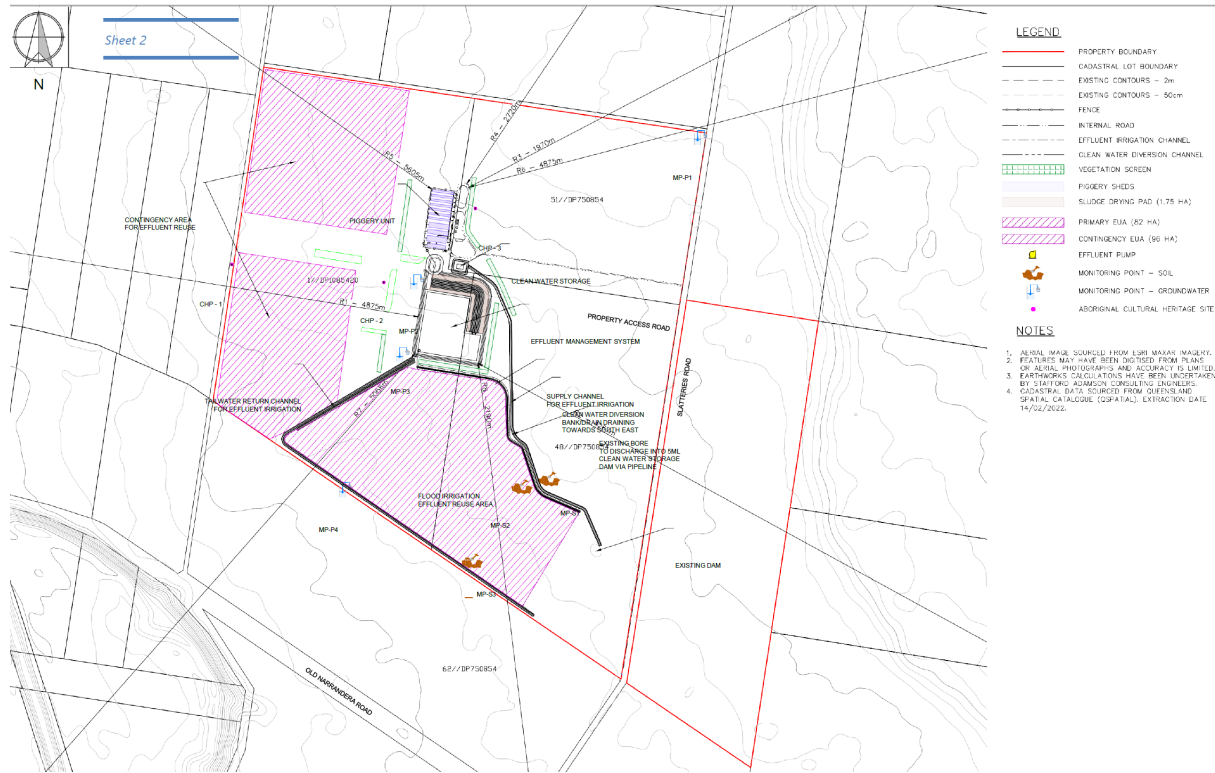 Sheet 2
N
R4 - 2720m
R3 - 1970m
R6 - 4875m
R5 - 5605m
MP-P1
51//DP750854
CONTINGENCY AREA
FOR EFFLUENT REUSE
PIGGERY UNIT
CHP - 3
1//DP1085420
CLEAN WATER STORAGE
CHP - 1
R1 - 4875m
CHP - 2
MP-P2
PROPERTY ACCESS ROAD
EFFLUENT MANAGEMENT SYSTEM
SLATTERIES ROAD
MP-P3
TAILWATER RETURN CHANNEL
FOR EFFLUENT IRRIGATION
SUPPLY CHANNEL
FOR EFFLUENT IRRIGATION
CLEAN WATER DIVERSION
BANK/DRAIN DRAINING
TOWARDS SOUTH EAST
EXISTING BORE
TO DISCHARGE INTO 5ML
CLEAN WATER STORAGE
DAM VIA PIPELINE
FLOOD IRRIGATION
EFFLUENT REUSE AREA
MP-P4
MP-S2
EXISTING DAM
MP-S3
62//DP750854
OLD NARRANDERA ROAD
LEGEND
PROPERTY BOUNDARY
CADASTRAL LOT BOUNDARY
EXISTING CONTOURS - 2m
EXISTING CONTOURS - 50cm
FENCE
INTERNAL ROAD
EFFLUENT IRRIGATION CHANNEL
CLEAN WATER DIVERSION CHANNEL
VEGETATION SCREEN
PIGGERY SHEDS
SLUDGE DRYING PAD (1.75 HA)
PRIMARY EUA (82 HA)
CONTINGENCY EUA (96 HA)
EFFLUENT PUMP
MONITORING POINT - SOIL
MONITORING POINT - GROUNDWATER
ABORIGINAL CULTURAL HERITAGE SITE
NOTES
1. AERIAL IMAGE SOURCED FROM ESRI MAXAR IMAGERY.
2. FEATURES MAY HAVE BEEN DIGITISED FROM PLANS
OR AERIAL PHOTOGRAPHS AND ACCURACY IS LIMITED.
3. EARTHWORKS CALCULATIONS HAVE BEEN UNDERTAKEN
BY STAFFORD ADAMSON CONSULTING ENGINEERS.
4. CADASTRAL DATA SOURCED FROM QUEENSLAND
SPATIAL CATALOGUE (QSPATIAL). EXTRACTION DATE
14/02/2022.